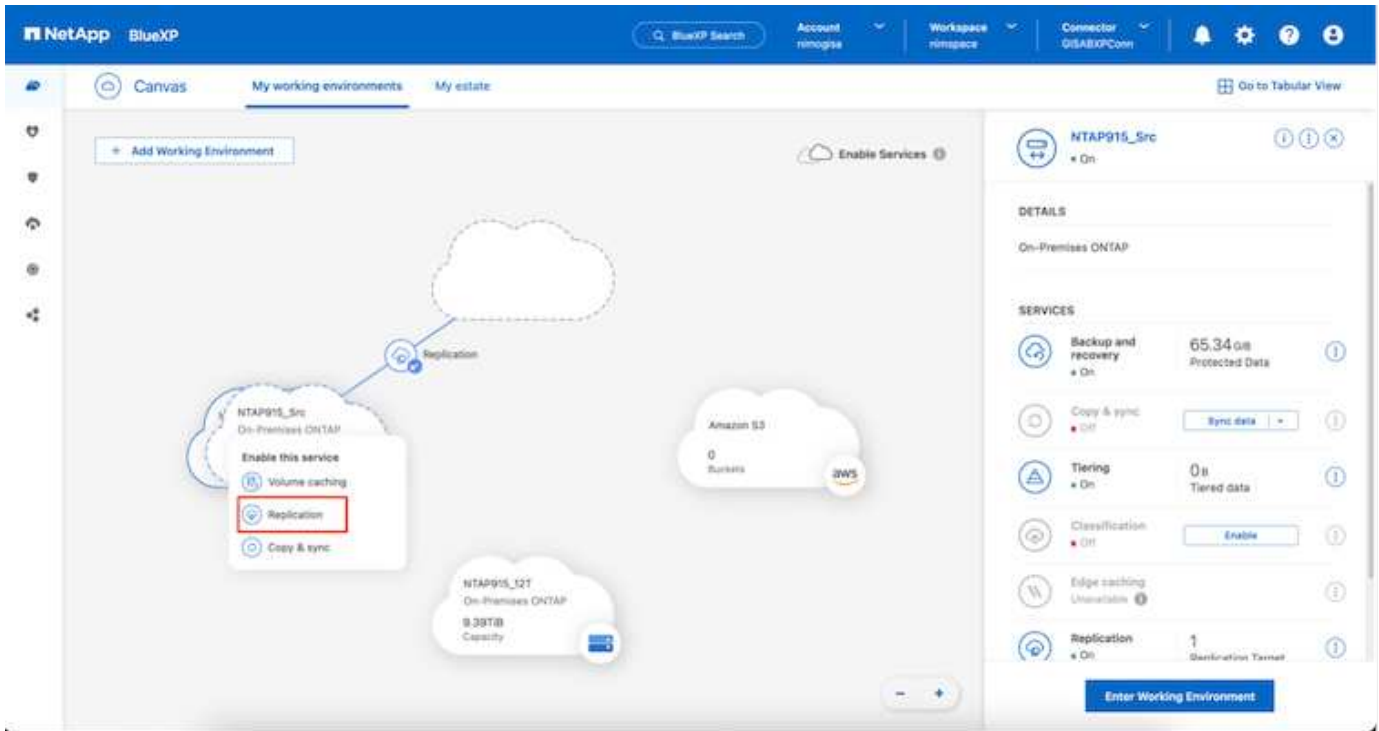 NetApp BlueXP
BlueXP Search
Account
nimogisa
Workspace
nimspace
Connector
GISABXPConn
Canvas
My working environments
My estate
Go to Tabular View
+ Add Working Environment
Enable Services
Replication
NTAP915_Src
On-Premises ONTAP
Enable this service
Volume caching
Replication
Copy & sync
Amazon S3
0
Buckets
aws
NTAP915_12T
On-Premises ONTAP
9.39TiB
Capacity
- +
NTAP915_Src
On
DETAILS
On-Premises ONTAP
SERVICES
Backup and recovery
On
65.34 GiB
Protected Data
Copy & sync
Off
Sync data
Tiering
On
0 B
Tiered data
Classification
Off
Enable
Edge caching
Unavailable
Replication
On
1
Replication Target
Enter Working Environment